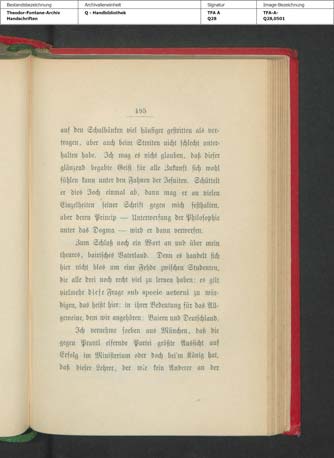 Bestandsbezeichnung
Theodor-Fontane-Archiv
Handschriften
Archivalieneinheit
Q - Handbibliothek
Signatur
TFA A
Q28
Image-Bezeichnung
TFA-A-
Q28,0501
495
auf den Schulbänken viel häufiger gestritten als ver-
tragen, aber auch beim Streiten nicht schlecht unter-
halten habe. Ich mag es nicht glauben, daß dieser
glänzend begabte Geist für alle Zukunft sich wohl
fühlen kann unter den Fahnen der Jesuiten. Schüttelt
er dies Joch einmal ab, dann mag er an vielen
Einzelheiten seiner Schrift gegen mich festhalten,
aber deren Princip — Unterwerfung der Philosophie
unter das Dogma — wird er dann verwerfen.
Zum Schluß noch ein Wort an und über mein
theures, bairisches Vaterland. Denn es handelt sich
hier nicht blos um eine Fehde zwischen Studenten,
die alle drei noch recht viel zu lernen haben: es gilt
vielmehr diese Frage sub specie aeterni zu wür-
digen, das heißt hier: in ihrer Bedeutung für das All-
gemeine, dem wir angehören: Baiern und Deutschland.
Ich vernehme soeben aus München, daß die
gegen Prantl eifernde Partei größte Aussicht auf
Erfolg im Ministerium oder doch bei'm König hat,
daß dieser Lehrer, der wie kein Anderer an der